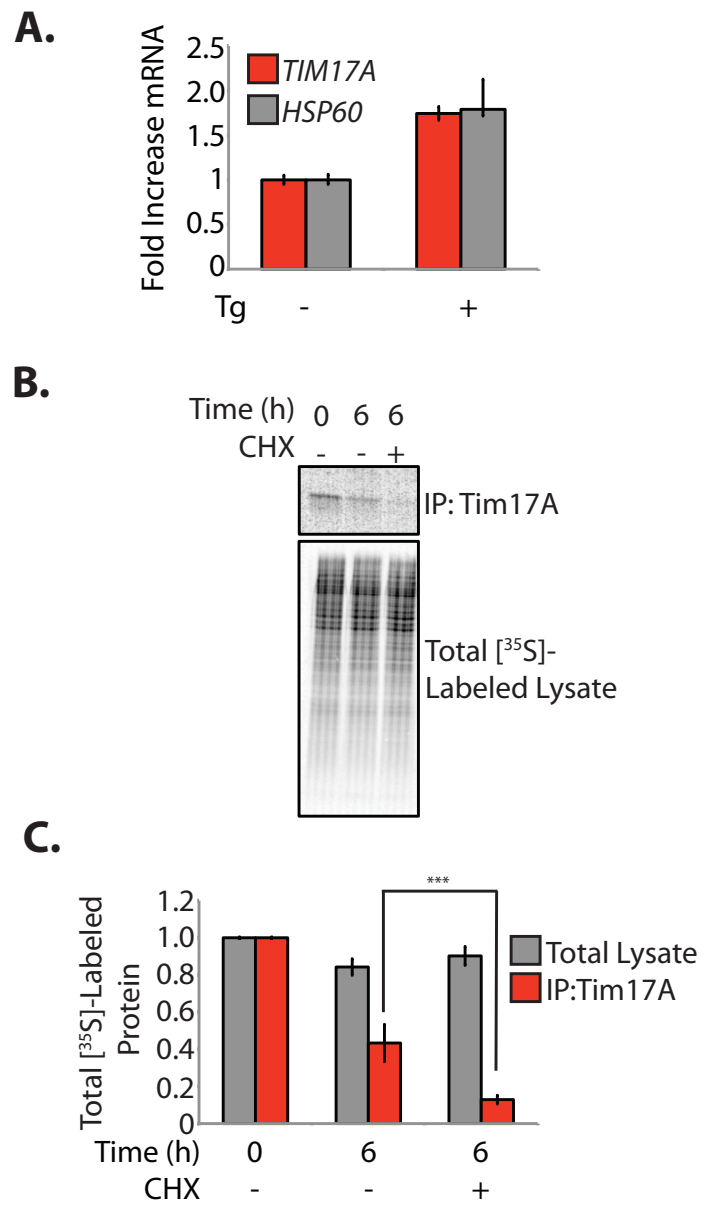 A.
Fold Increase mRNA
2.5
2.0
1.5
1
0.5
0
TIM17A
HSP60
Tg - +
B.
Time (h) 0 6 6
CHX - - +
IP: Tim17A
Total [³⁵S]-
Labeled Lysate
C.
Total [³⁵S]-Labeled
Protein
1.2
1.0
0.8
0.6
0.4
0.2
0
***
Total Lysate
IP:Tim17A
Time (h) 0 6 6
CHX - - +